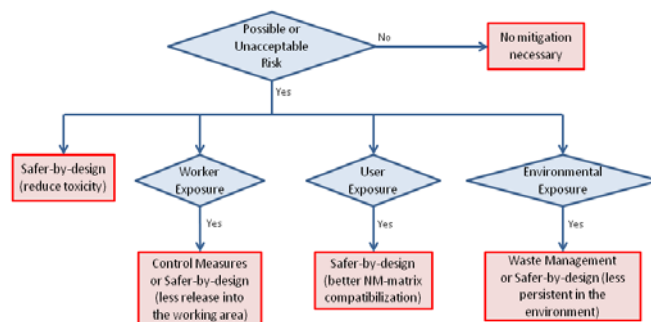 Possible or
Unacceptable
Risk
No
No mitigation
necessary
Yes
Safer-by-design
(reduce toxicity)
Worker
Exposure
User
Exposure
Environmental
Exposure
Yes
Yes
Yes
Control Measures
or Safer-by-design
(less release into
the working area)
Safer-by-design
(better NM-matrix
compatibilization)
Waste Management
or Safer-by-design (less
persistent in the
environment)